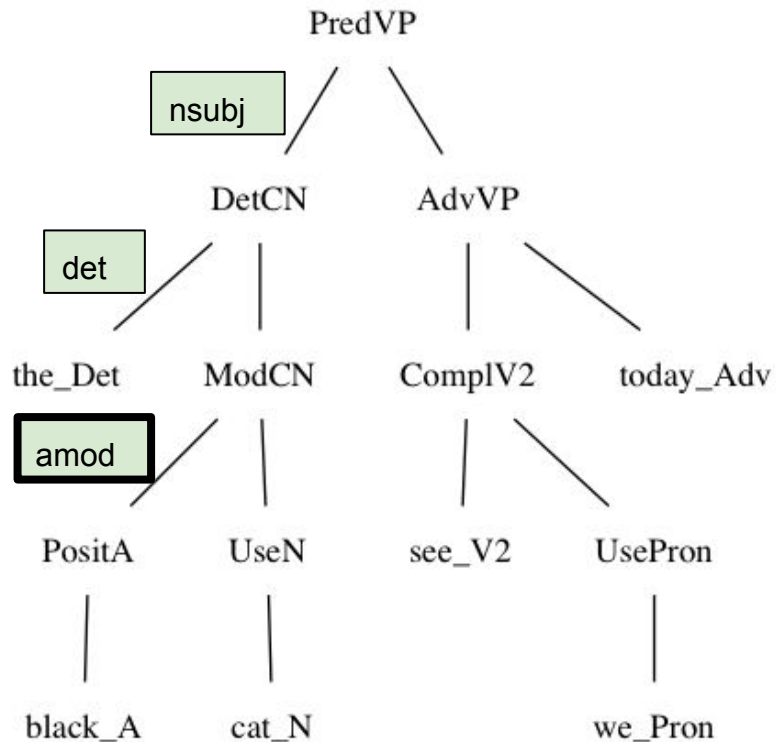 PredVP
nsubj
DetCN AdvVP
det
the_Det ModCN ComplV2 today_Adv
amod
PositA UseN see_V2 UsePron
black_A cat_N we_Pron